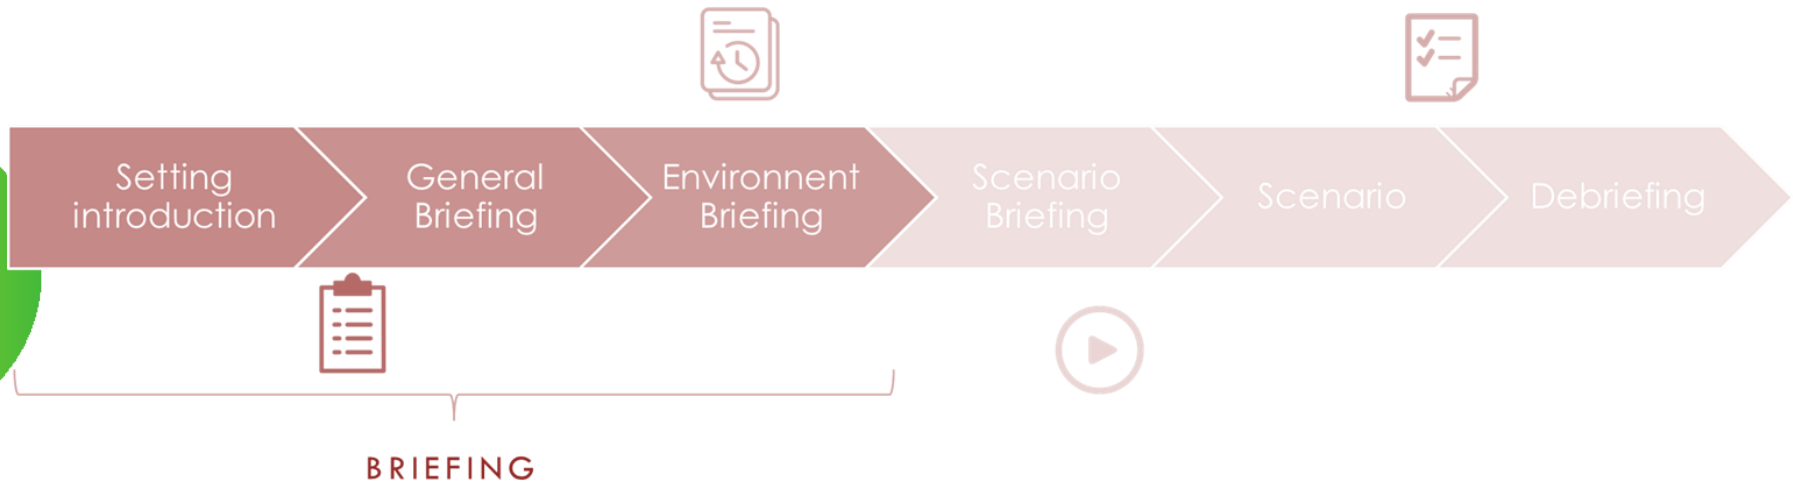 Setting
introduction
General
Briefing
Environnent
Briefing
Scenario
Briefing
Scenario
Debriefing
BRIEFING